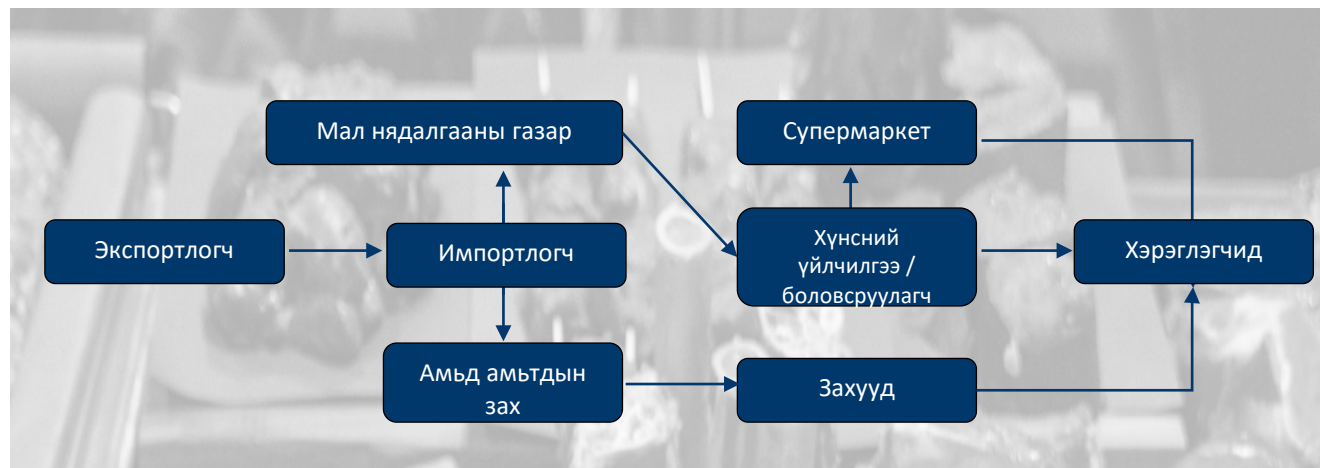 Мал нядалгааны газар
Супермаркет
Экспортлогч
Импортлогч
Хүнсний
үйлчилгээ /
боловсруулагч
Хэрэглэгчид
Амьд амьтдын
зах
Захууд